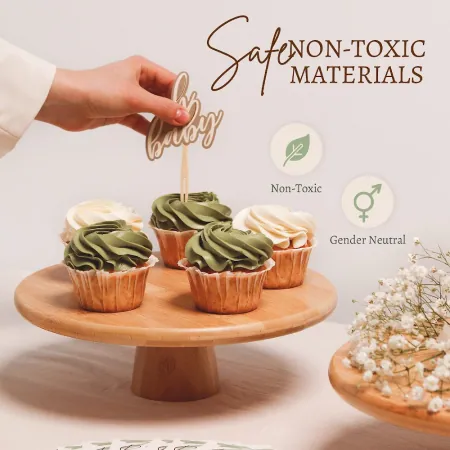 Safe NON-TOXIC
MATERIALS
baby
Non-Toxic
Gender Neutral